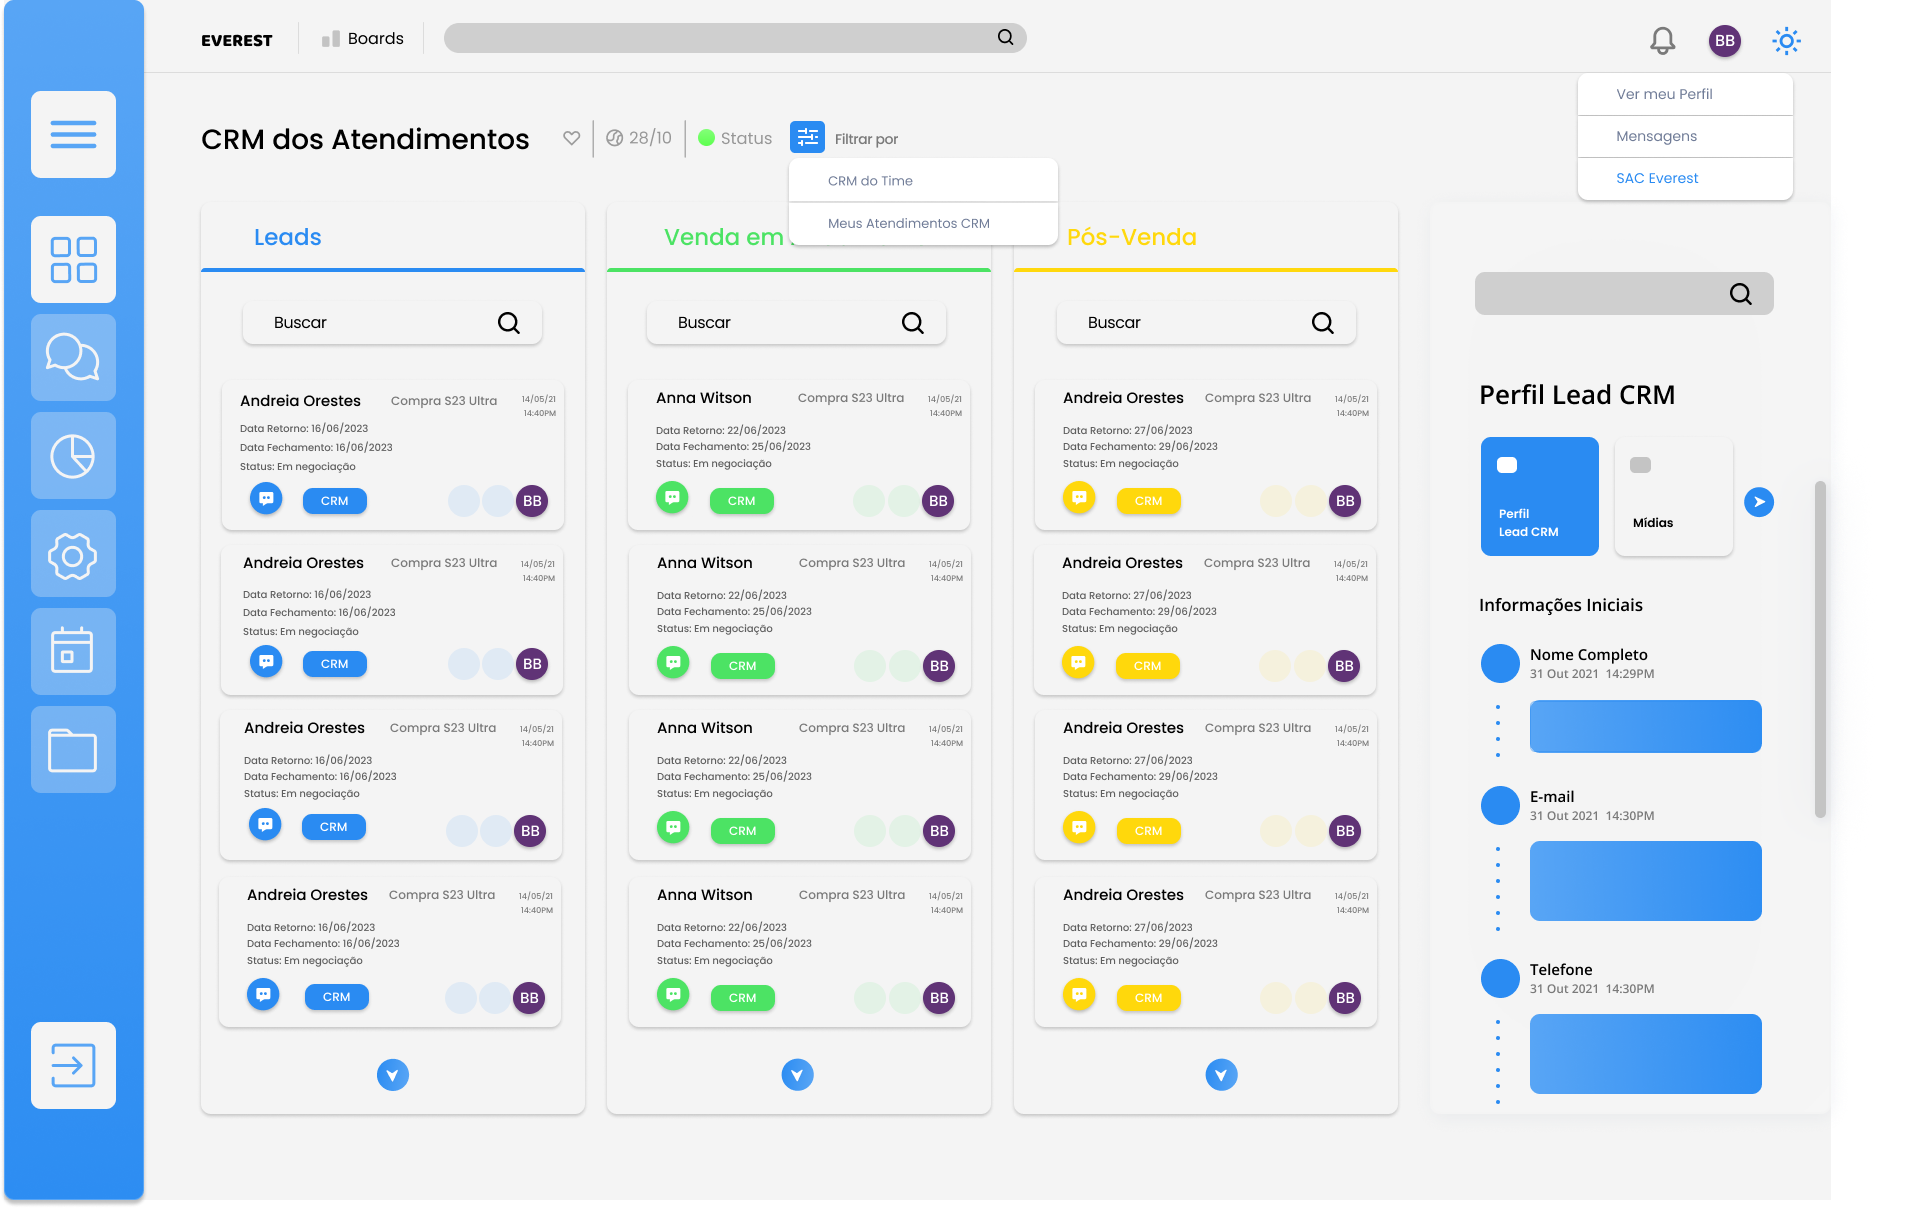 EVEREST
Boards
BB
Ver meu Perfil
Mensagens
SAC Everest
CRM dos Atendimentos
28/10
Status
Filtrar por
CRM do Time
Meus Atendimentos CRM
Leads
Buscar
Andreia Orestes
Compra S23 Ultra
14/05/21
14:40PM
Data Retorno: 16/06/2023
Data Fechamento: 16/06/2023
Status: Em negociação
CRM
BB
Andreia Orestes
Compra S23 Ultra
14/05/21
14:40PM
Data Retorno: 16/06/2023
Data Fechamento: 16/06/2023
Status: Em negociação
CRM
BB
Andreia Orestes
Compra S23 Ultra
14/05/21
14:40PM
Data Retorno: 16/06/2023
Data Fechamento: 16/06/2023
Status: Em negociação
CRM
BB
Andreia Orestes
Compra S23 Ultra
14/05/21
14:40PM
Data Retorno: 16/06/2023
Data Fechamento: 16/06/2023
Status: Em negociação
CRM
BB
Venda em
Buscar
Anna Witson
Compra S23 Ultra
14/05/21
14:40PM
Data Retorno: 22/06/2023
Data Fechamento: 25/06/2023
Status: Em negociação
CRM
BB
Anna Witson
Compra S23 Ultra
14/05/21
14:40PM
Data Retorno: 22/06/2023
Data Fechamento: 25/06/2023
Status: Em negociação
CRM
BB
Anna Witson
Compra S23 Ultra
14/05/21
14:40PM
Data Retorno: 22/06/2023
Data Fechamento: 25/06/2023
Status: Em negociação
CRM
BB
Anna Witson
Compra S23 Ultra
14/05/21
14:40PM
Data Retorno: 22/06/2023
Data Fechamento: 25/06/2023
Status: Em negociação
CRM
BB
Pós-Venda
Buscar
Andreia Orestes
Compra S23 Ultra
14/05/21
14:40PM
Data Retorno: 27/06/2023
Data Fechamento: 29/06/2023
Status: Em negociação
CRM
BB
Andreia Orestes
Compra S23 Ultra
14/05/21
14:40PM
Data Retorno: 27/06/2023
Data Fechamento: 29/06/2023
Status: Em negociação
CRM
BB
Andreia Orestes
Compra S23 Ultra
14/05/21
14:40PM
Data Retorno: 27/06/2023
Data Fechamento: 29/06/2023
Status: Em negociação
CRM
BB
Andreia Orestes
Compra S23 Ultra
14/05/21
14:40PM
Data Retorno: 27/06/2023
Data Fechamento: 29/06/2023
Status: Em negociação
CRM
BB
Perfil Lead CRM
Perfil
Lead CRM
Mídias
Informações Iniciais
Nome Completo
31 Out 2021 14:29PM
E-mail
31 Out 2021 14:30PM
Telefone
31 Out 2021 14:30PM